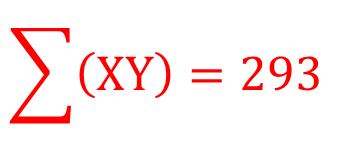 ∑(XY) = 293